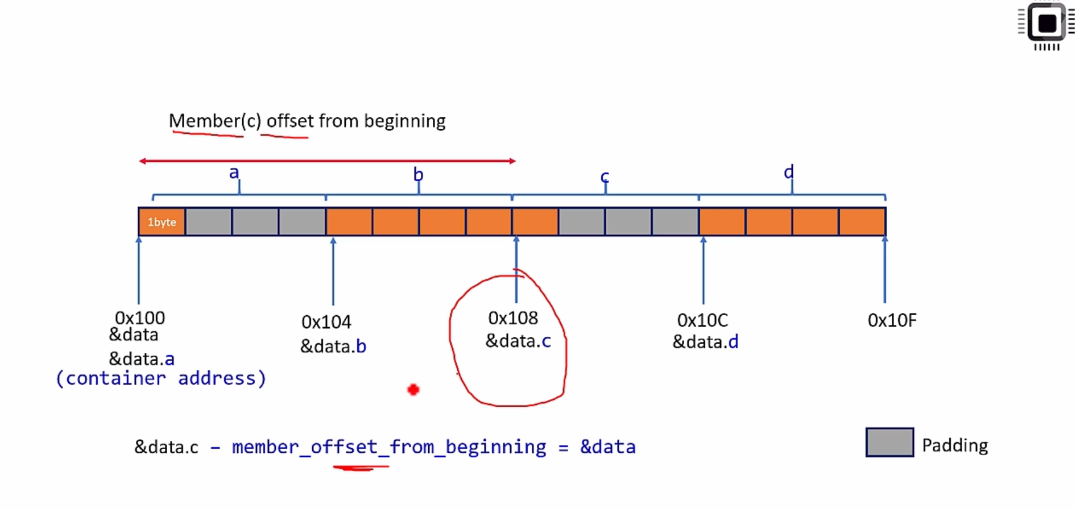 Member(c) offset from beginning
a b c d
1byte
0x100 0x104 0x108 0x10C 0x10F
&data &data.b &data.c &data.d
&data.a
(container address)
&data.c – member_offset_from_beginning = &data
Padding